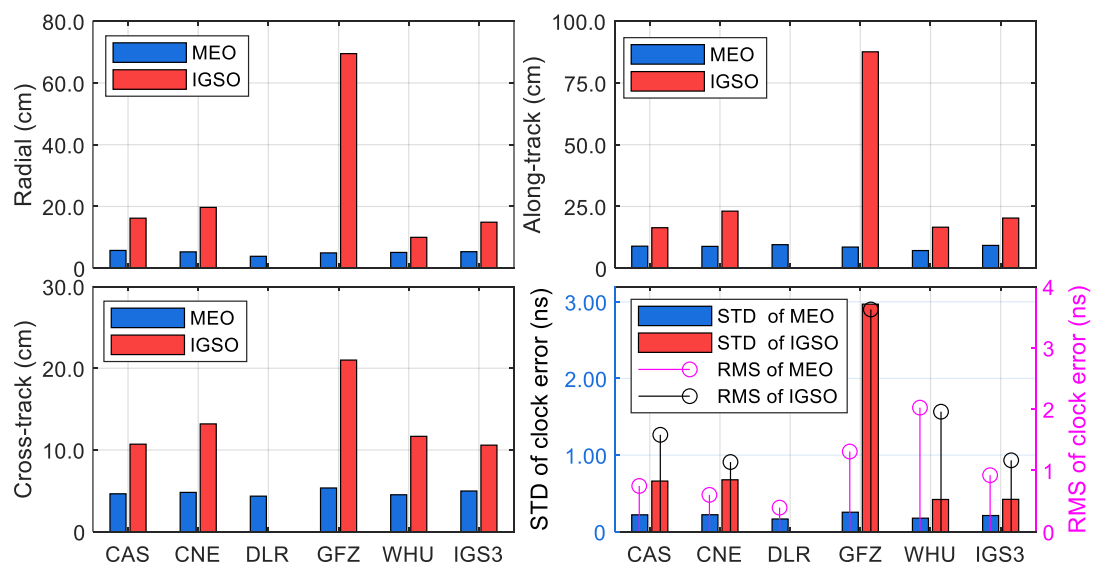 80.0
60.0
40.0
20.0
0
Radial (cm)
MEO
IGSO
100.0
75.0
50.0
25.0
0
Along-track (cm)
MEO
IGSO
30.0
20.0
10.0
0
Cross-track (cm)
MEO
IGSO
CAS CNE DLR GFZ WHU IGS3
3.00
2.00
1.00
0
STD of clock error (ns)
STD of MEO
STD of IGSO
RMS of MEO
RMS of IGSO
4
3
2
1
0
RMS of clock error (ns)
CAS CNE DLR GFZ WHU IGS3